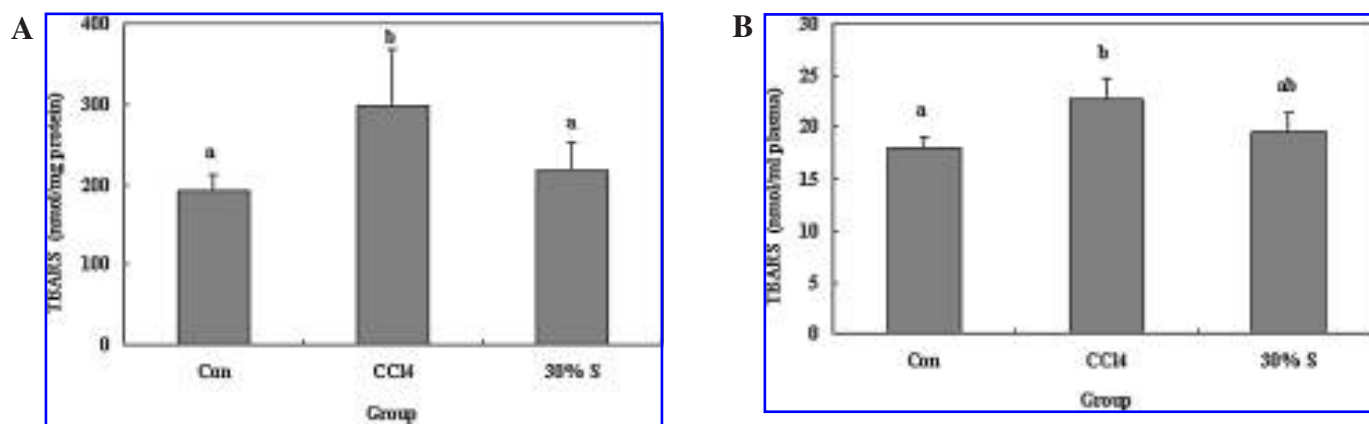 A
TBARS (nmol/mg protein)
400
300
200
100
0
a
b
a
Con
CCl4
30% S
Group
B
TBARS (nmol/ml plasma)
30
25
20
15
10
5
0
a
b
ab
Con
CCl4
30% S
Group